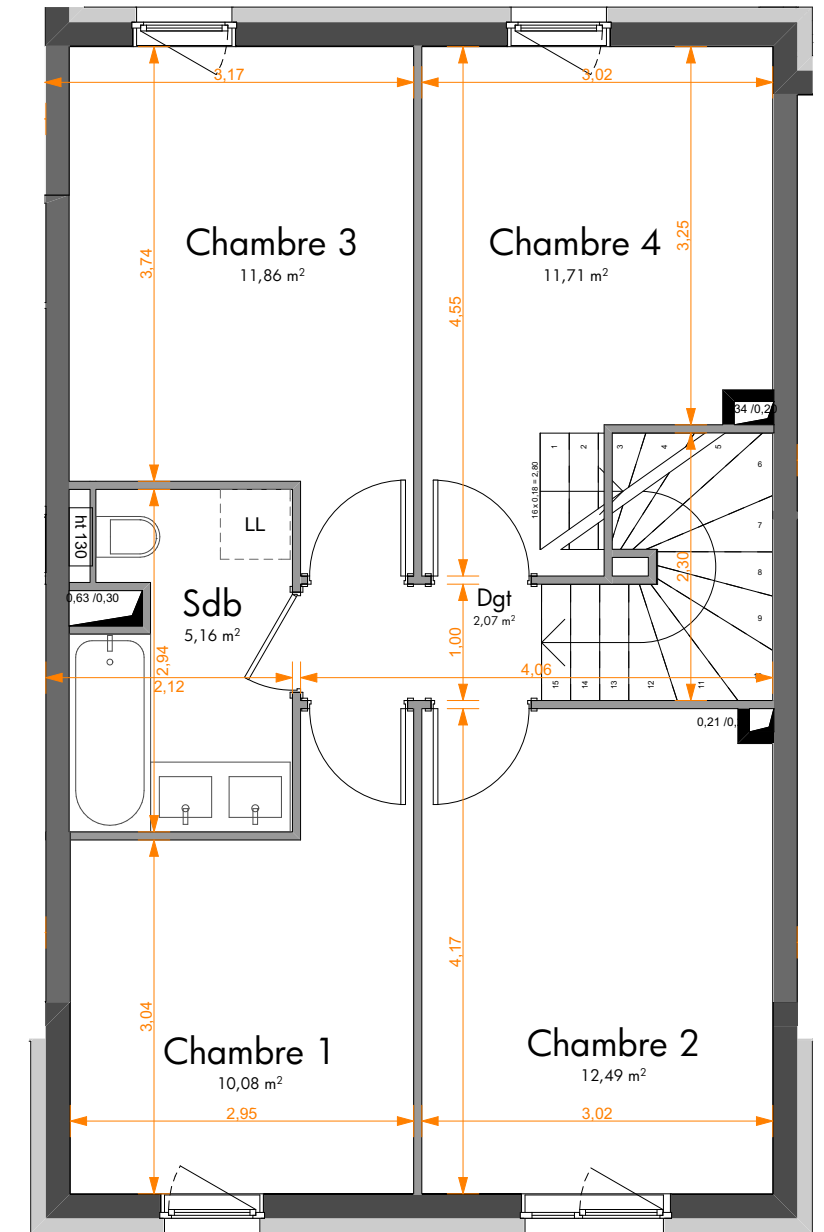 3,17
3,02
Chambre 3
11,86 m²
Chambre 4
11,71 m²
3,74
4,55
3,25
34 /0,20
16 x 0,18 = 2.80
1
2
3
4
5
6
7
8
9
11
12
13
14
15
2,30
ht 130
LL
0,63 /0,30
Sdb
5,16 m²
Dgt
2,07 m²
2,94
2,12
1,00
4,06
0,21 /0,
3,04
4,17
Chambre 1
10,08 m²
Chambre 2
12,49 m²
2,95
3,02